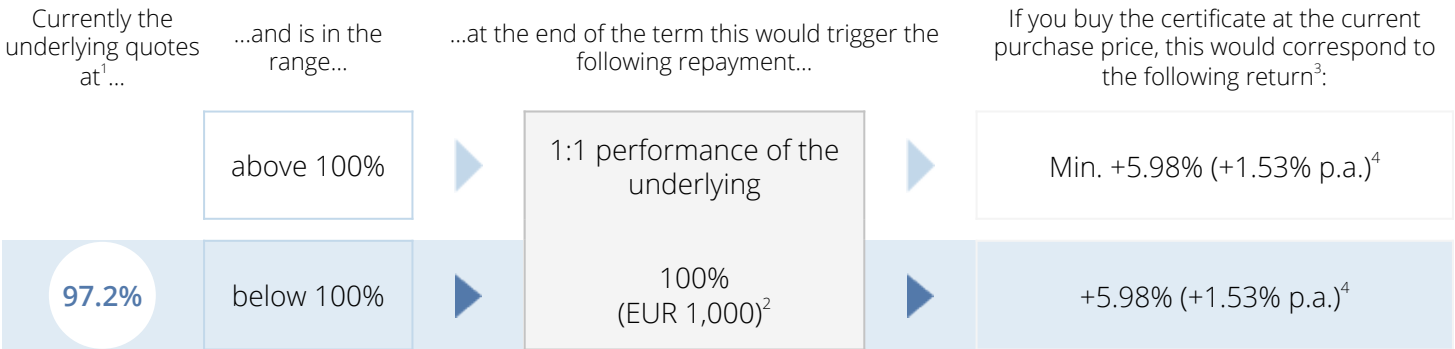 Currently the
underlying quotes
at¹...
...and is in the
range...
...at the end of the term this would trigger the
following repayment...
If you buy the certificate at the current
purchase price, this would correspond to
the following return³:
above 100%
1:1 performance of the
underlying
Min. +5.98% (+1.53% p.a.)⁴
97.2%
below 100%
100%
(EUR 1,000)²
+5.98% (+1.53% p.a.)⁴